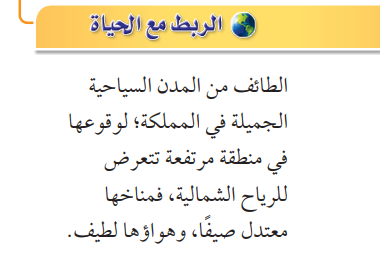 الربط مع الحياة
الطائف من المدن السياحية
الجميلة في المملكة؛ لوقوعها
في منطقة مرتفعة تتعرض
للرياح الشمالية، فمناخها
معتدل صيفًا، وهواؤها لطيف.